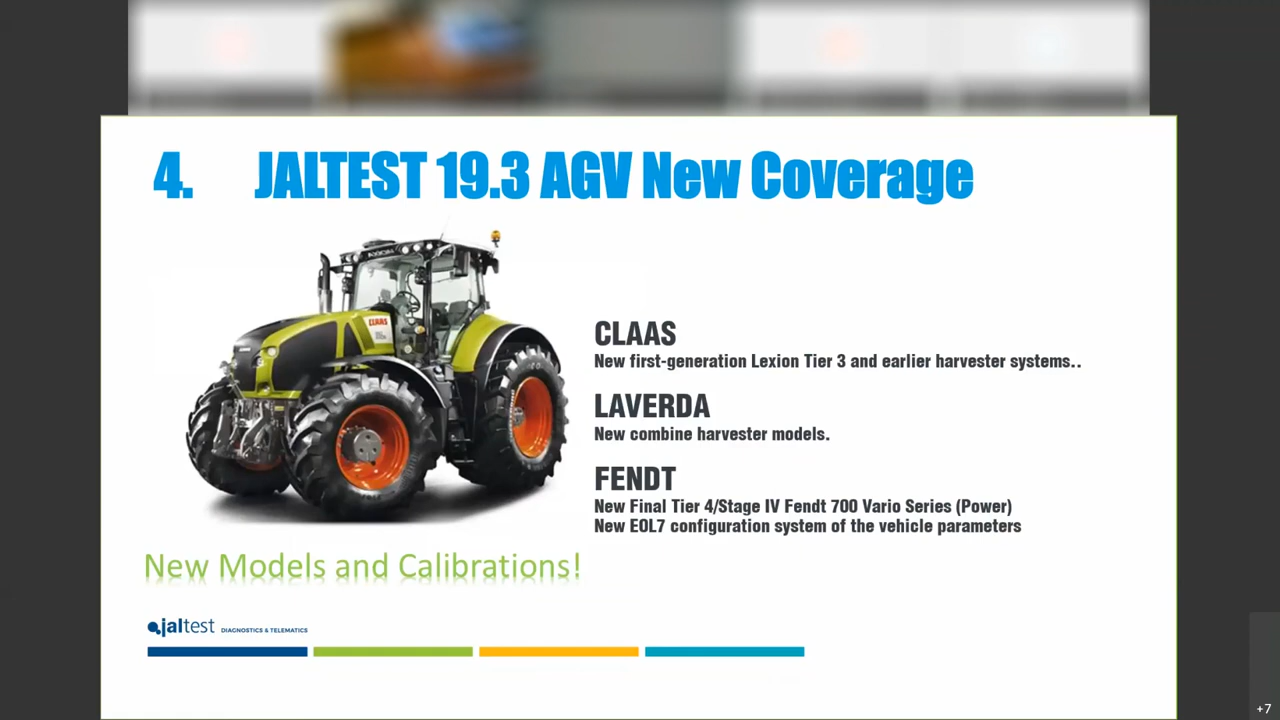 4. JALTEST 19.3 AGV New Coverage
AXION
CLAAS
CLAAS
New first-generation Lexion Tier 3 and earlier harvester systems..
LAVERDA
New combine harvester models.
FENDT
New Final Tier 4/Stage IV Fendt 700 Vario Series (Power)
New EOL7 configuration system of the vehicle parameters
New Models and Calibrations!
jaltest DIAGNOSTICS & TELEMATICS
+7